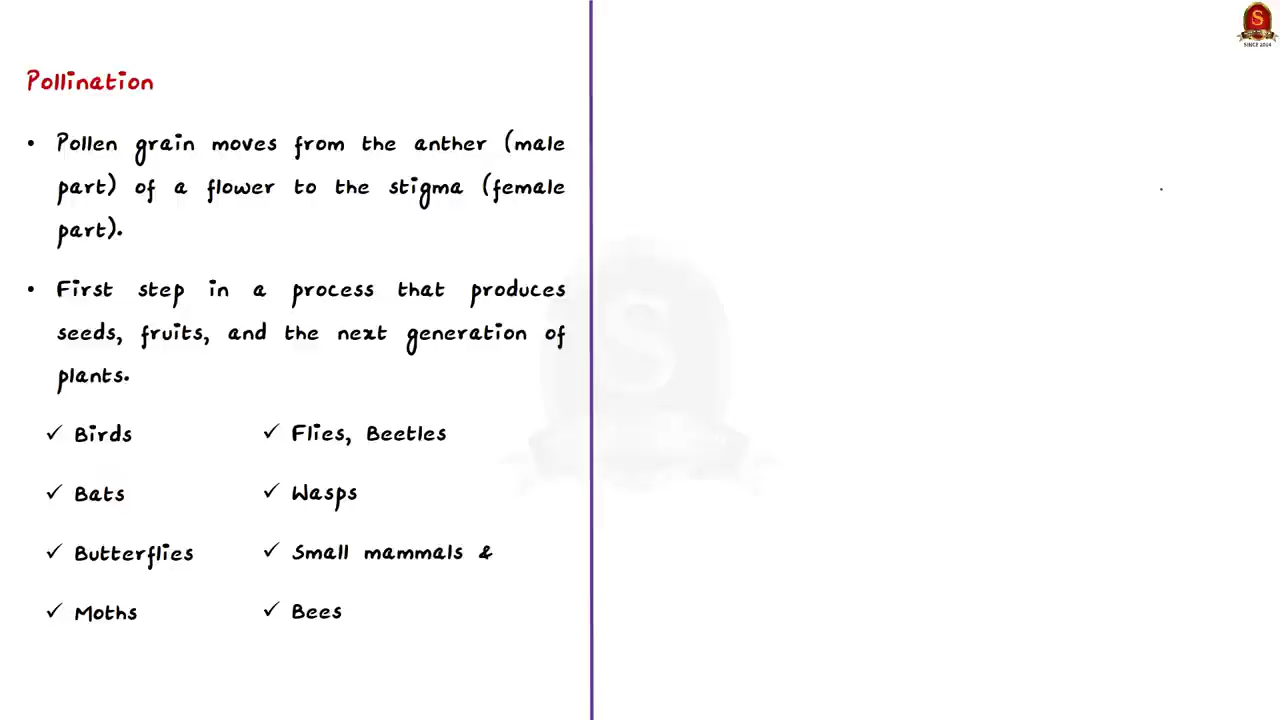 Pollination
• Pollen grain moves from the anther (male
part) of a flower to the stigma (female
part).
• First step in a process that produces
seeds, fruits, and the next generation of
plants.
✓ Birds
✓ Flies, Beetles
✓ Bats
✓ Wasps
✓ Butterflies
✓ Small mammals &
✓ Moths
✓ Bees
S
SINCE 2014
S